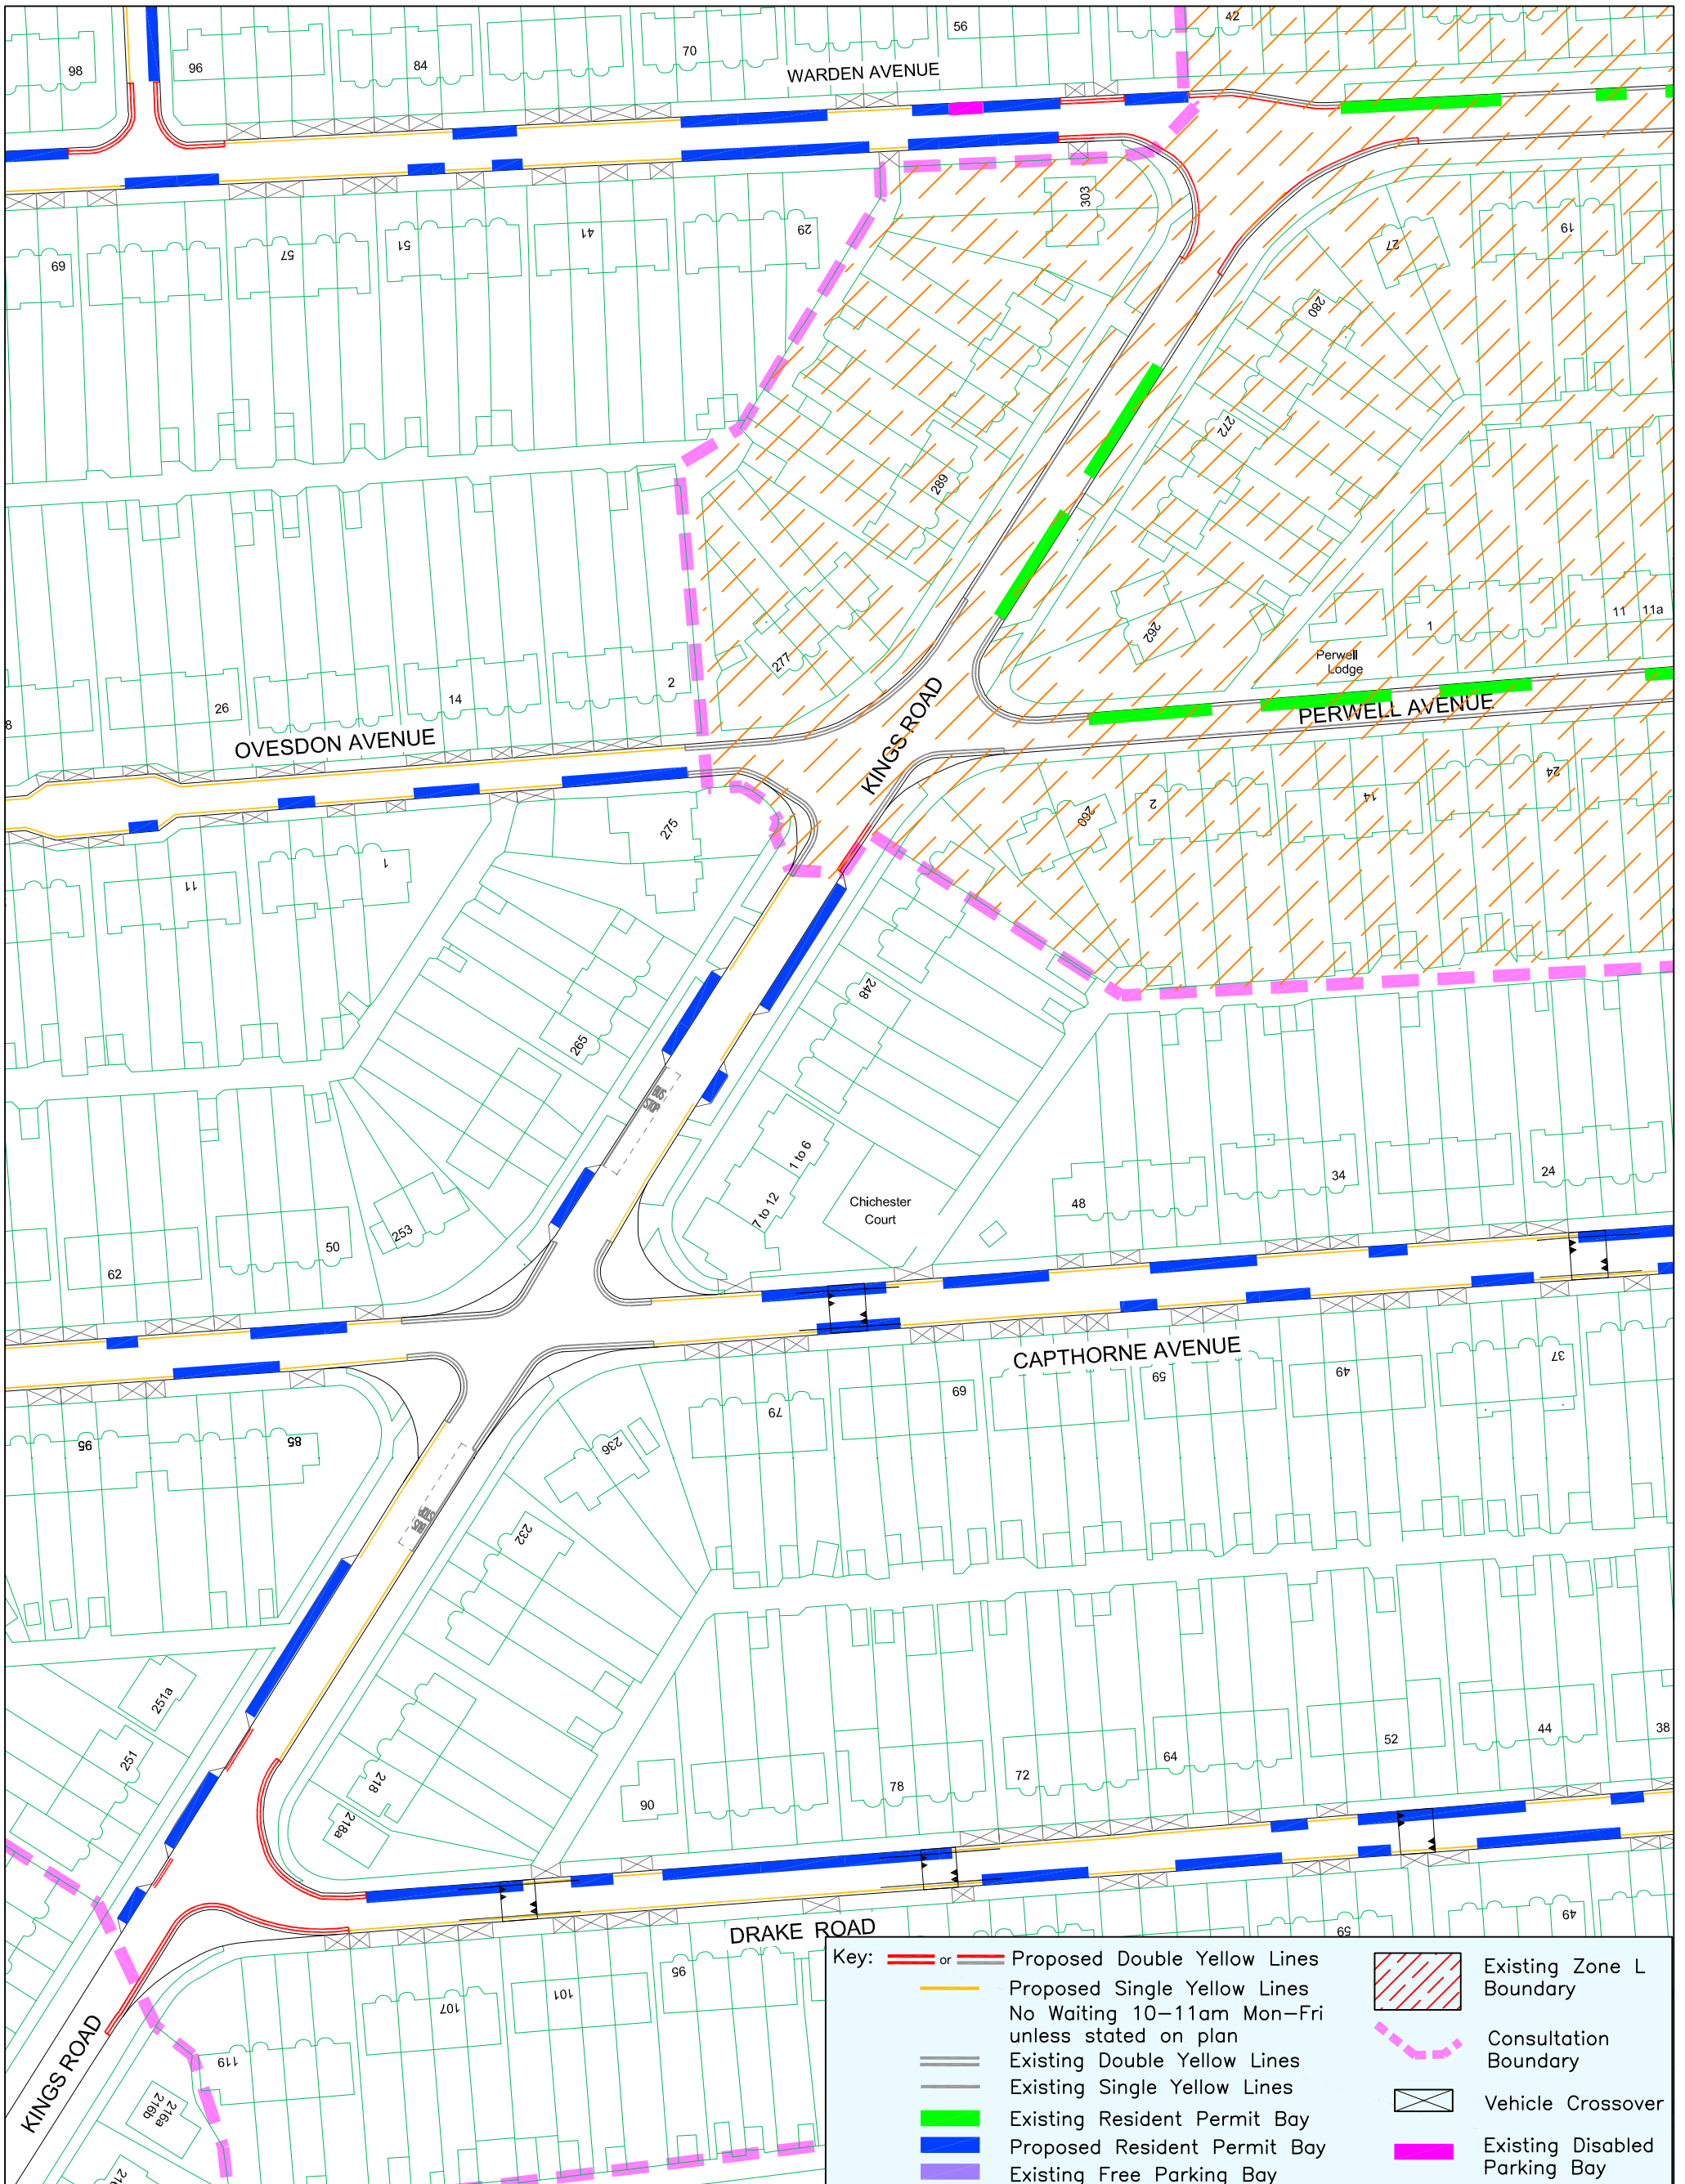 56
42
98
96
84
70
WARDEN AVENUE
303
69
57
51
41
29
27
19
280
272
289
262
1
11
11a
Perwell
Lodge
277
8
26
14
2
OVESDON AVENUE
KINGS ROAD
PERWELL AVENUE
275
260
2
14
24
11
1
265
248
1 to 6
7 to 12
Chichester
Court
48
34
24
62
50
253
CAPTHORNE AVENUE
95
85
236
79
69
59
49
37
232
251a
251
218
218a
90
78
72
64
52
44
38
DRAKE ROAD
59
49
KINGS ROAD
119
107
101
95
216b
216a
Key:
or
Proposed Double Yellow Lines
Proposed Single Yellow Lines
No Waiting 10-11am Mon-Fri
unless stated on plan
Existing Double Yellow Lines
Existing Single Yellow Lines
Existing Resident Permit Bay
Proposed Resident Permit Bay
Existing Free Parking Bay
Existing Zone L
Boundary
Consultation
Boundary
Vehicle Crossover
Existing Disabled
Parking Bay